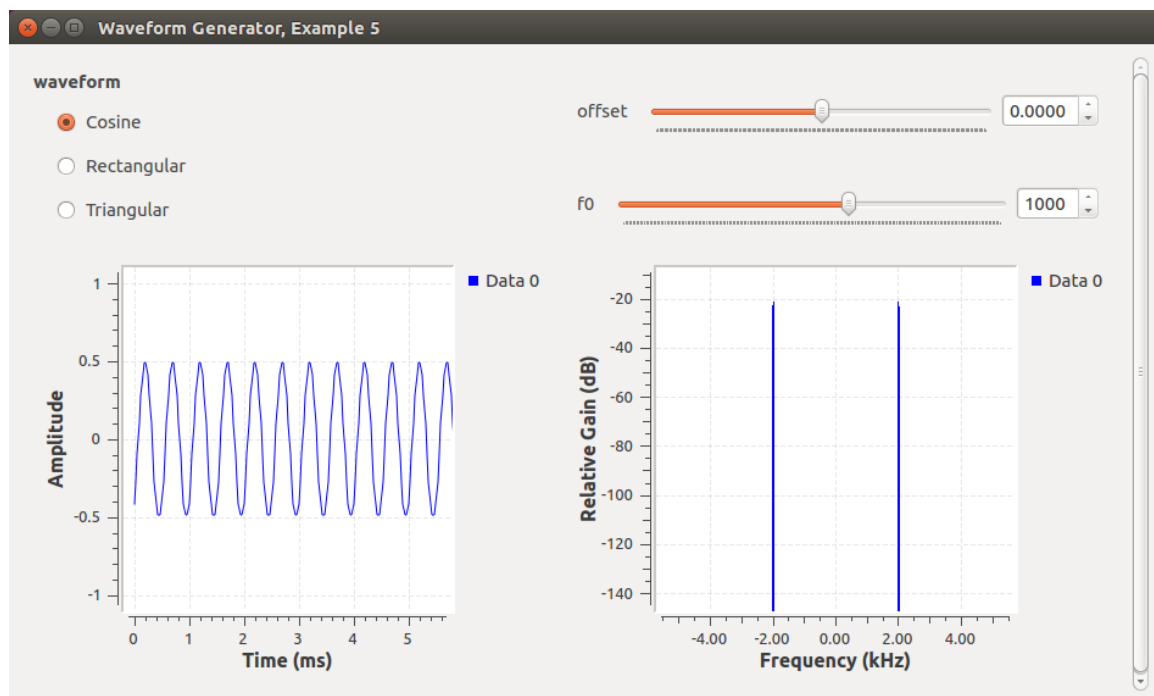 Waveform Generator, Example 5
waveform
Cosine
Rectangular
Triangular
offset
0.0000
f0
1000
1
0.5
0
-0.5
-1
Amplitude
0 1 2 3 4 5
Time (ms)
Data 0
-20
-40
-60
-80
-100
-120
-140
Relative Gain (dB)
-4.00 -2.00 0.00 2.00 4.00
Frequency (kHz)
Data 0